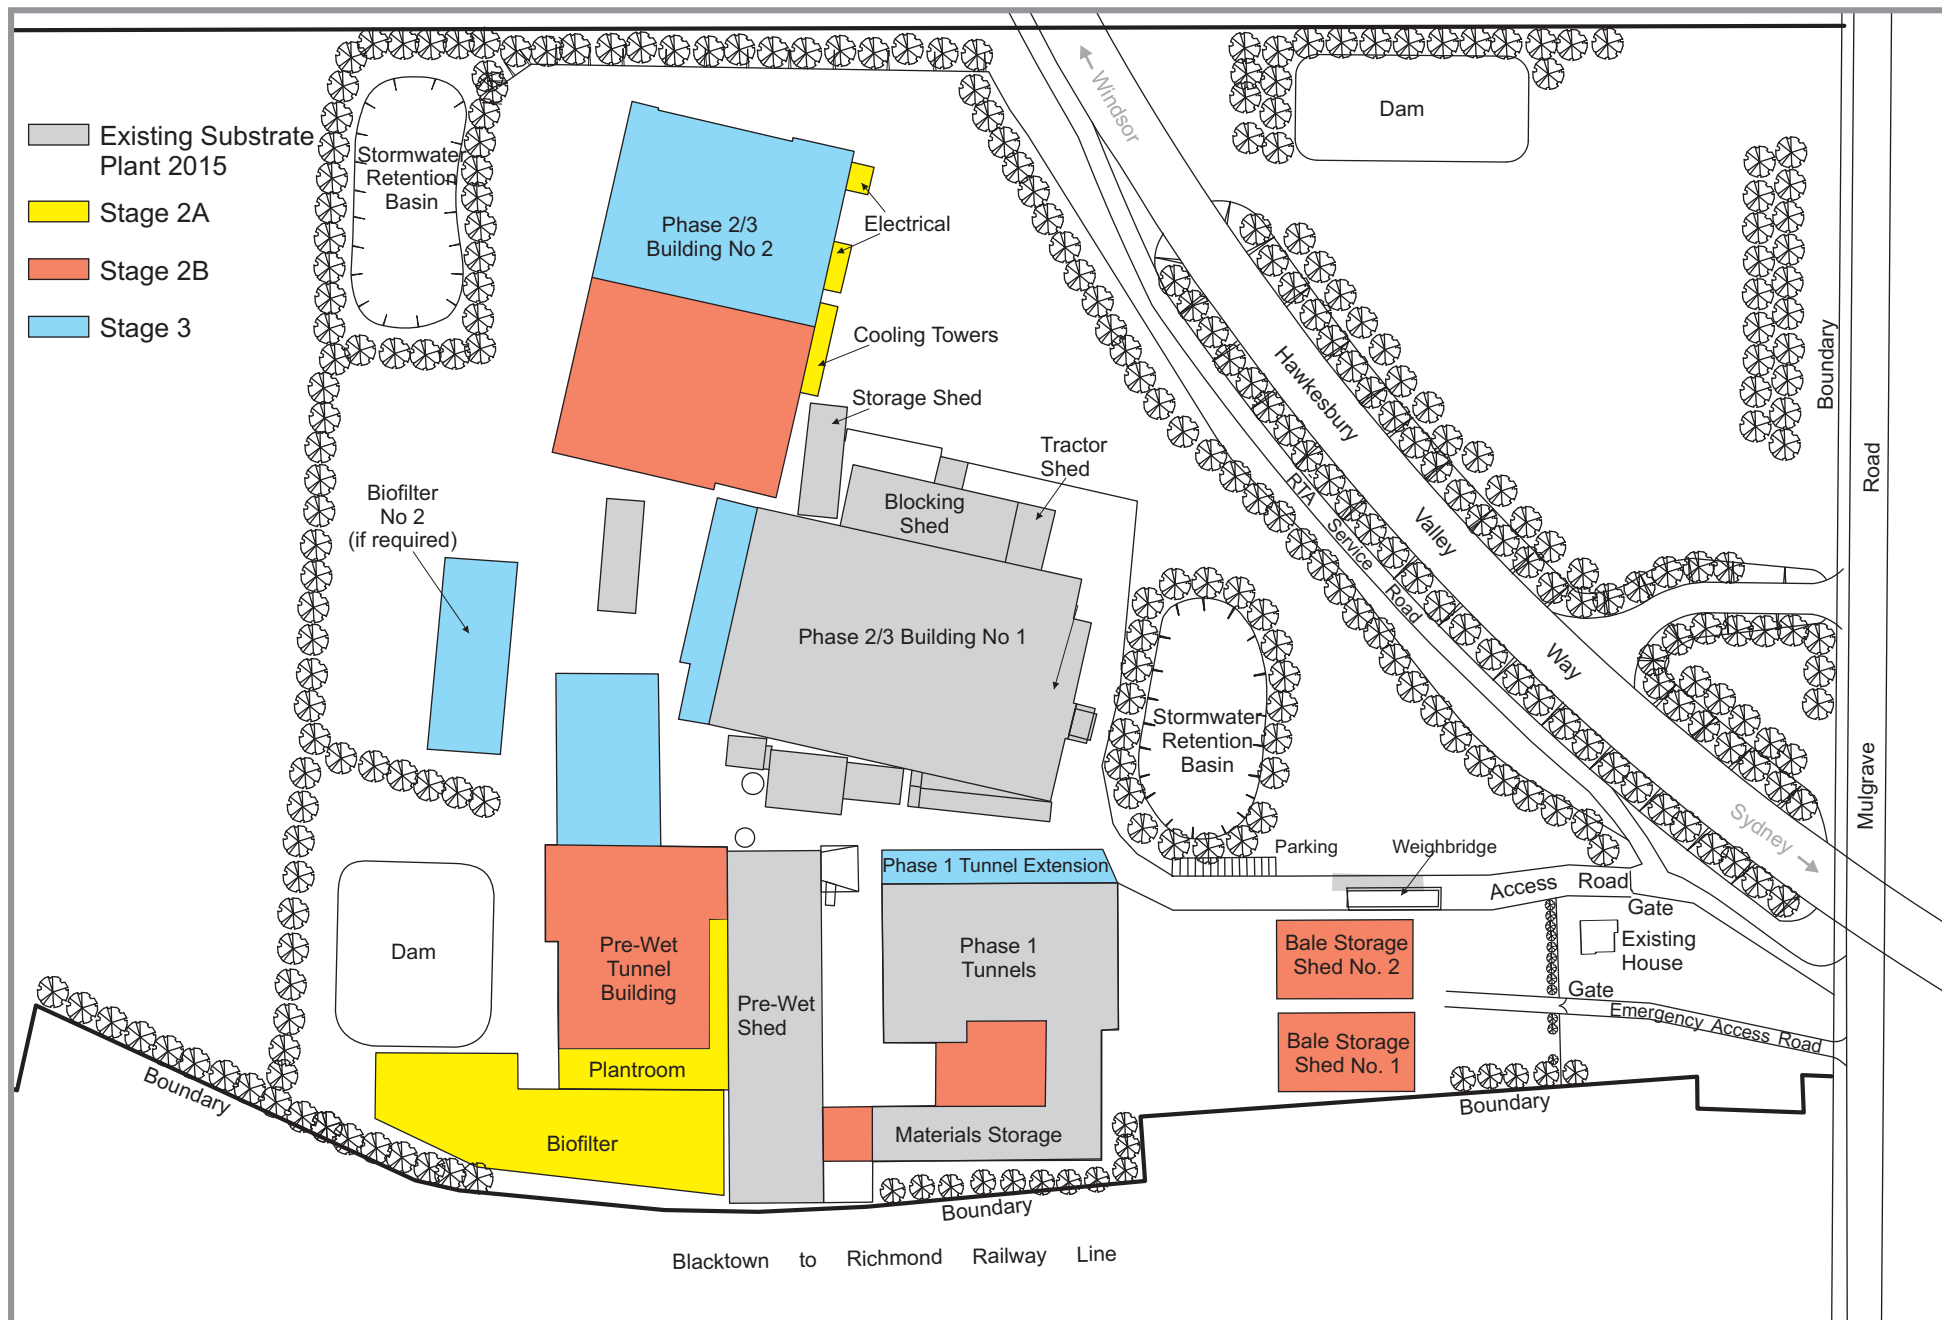 Existing Substrate
Plant 2015
Stage 2A
Stage 2B
Stage 3
Stormwater
Retention
Basin
Windsor
Dam
Phase 2/3
Building No 2
Electrical
Cooling Towers
Storage Shed
Tractor
Shed
Blocking
Shed
Biofilter
No 2
(if required)
Phase 2/3 Building No 1
Hawkesbury
Valley
Way
RTA
Service
Road
Boundary
Road
Mulgrave
Stormwater
Retention
Basin
Sydney
Parking
Weighbridge
Access Road
Gate
Existing
House
Gate
Emergency Access Road
Phase 1 Tunnel Extension
Phase 1
Tunnels
Bale Storage
Shed No. 2
Bale Storage
Shed No. 1
Dam
Pre-Wet
Tunnel
Building
Pre-Wet
Shed
Plantroom
Biofilter
Materials Storage
Boundary
Boundary
Boundary
Blacktown to Richmond Railway Line